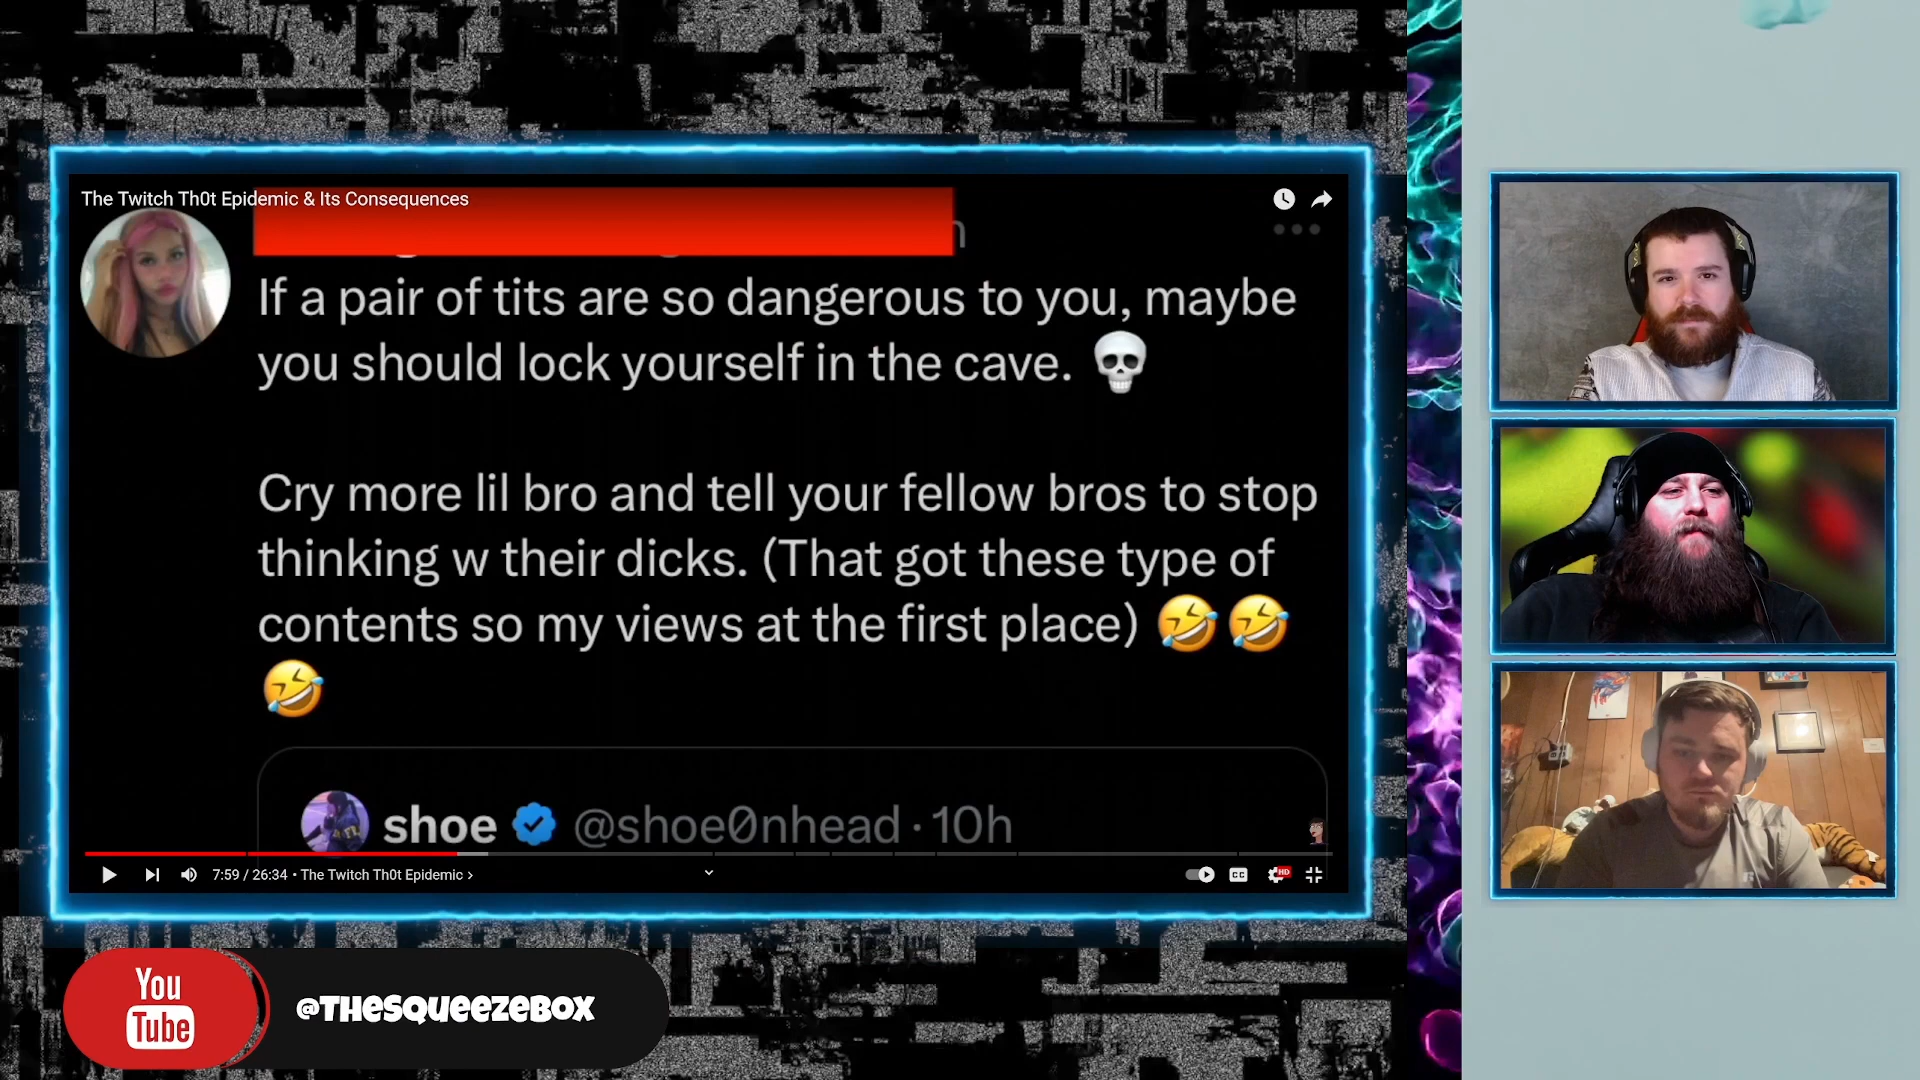 The Twitch Th0t Epidemic & Its Consequences
If a pair of tits are so dangerous to you, maybe
you should lock yourself in the cave. 💀
Cry more lil bro and tell your fellow bros to stop
thinking w their dicks. (That got these type of
contents so my views at the first place) 🤣🤣
🤣
shoe @shoe0nhead · 10h
7:59 / 26:34 • The Twitch Th0t Epidemic >
CC
HD
You
Tube
@THESQUEEZEBOX